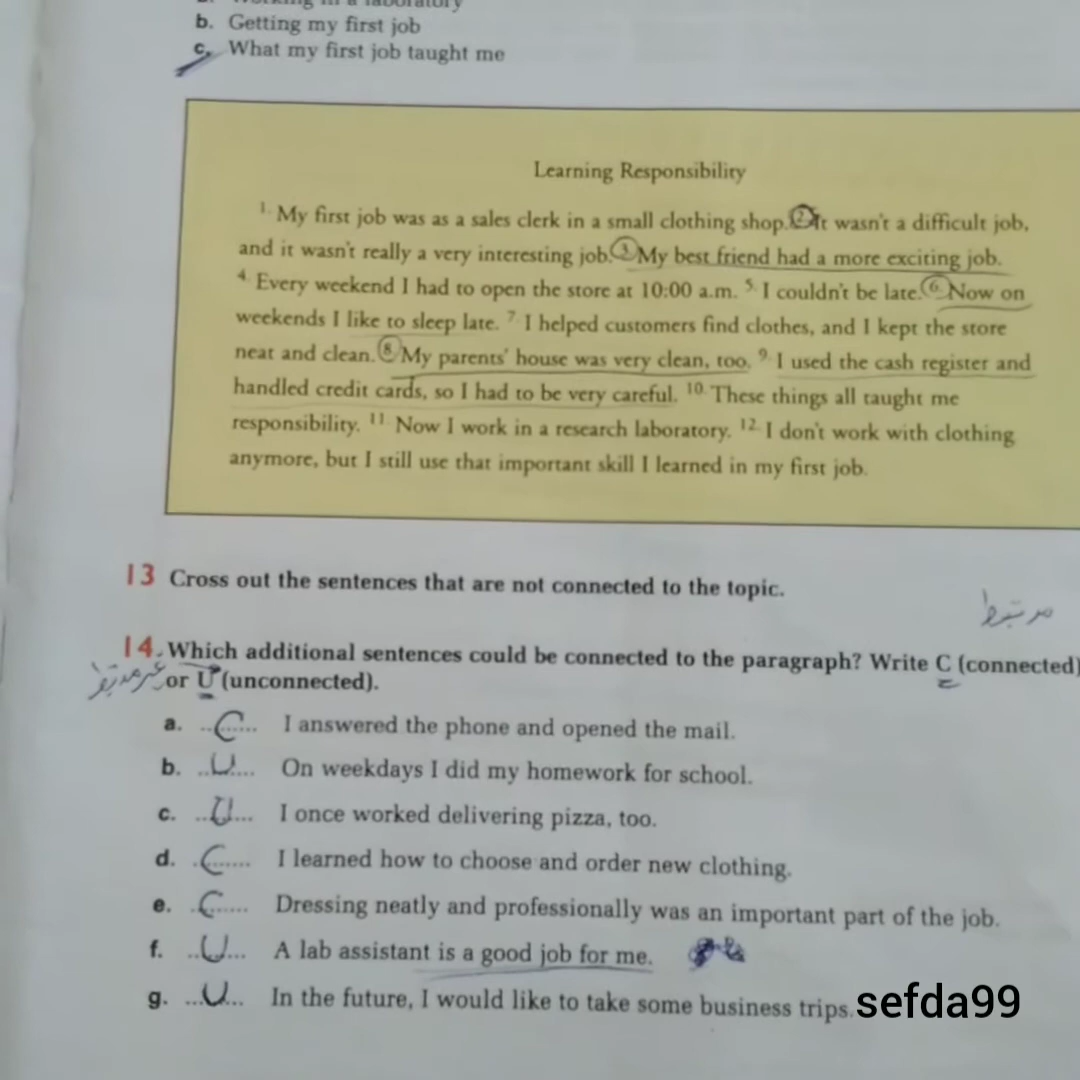 b. Getting my first job
c. What my first job taught me
Learning Responsibility
1. My first job was as a sales clerk in a small clothing shop. 2. It wasn't a difficult job,
and it wasn't really a very interesting job. 3. My best friend had a more exciting job.
4. Every weekend I had to open the store at 10:00 a.m. 5. I couldn't be late. 6. Now on
weekends I like to sleep late. 7. I helped customers find clothes, and I kept the store
neat and clean. 8. My parents' house was very clean, too. 9. I used the cash register and
handled credit cards, so I had to be very careful. 10. These things all taught me
responsibility. 11. Now I work in a research laboratory. 12. I don't work with clothing
anymore, but I still use that important skill I learned in my first job.
13 Cross out the sentences that are not connected to the topic.
مرتبط
14. Which additional sentences could be connected to the paragraph? Write C (connected)
or U (unconnected).
a. ..C.... I answered the phone and opened the mail.
b. ..U.... On weekdays I did my homework for school.
c. ..U... I once worked delivering pizza, too.
d. .C...... I learned how to choose and order new clothing.
e. ..C..... Dressing neatly and professionally was an important part of the job.
f. ..U... A lab assistant is a good job for me.
g. ...U... In the future, I would like to take some business trips.
sefda99